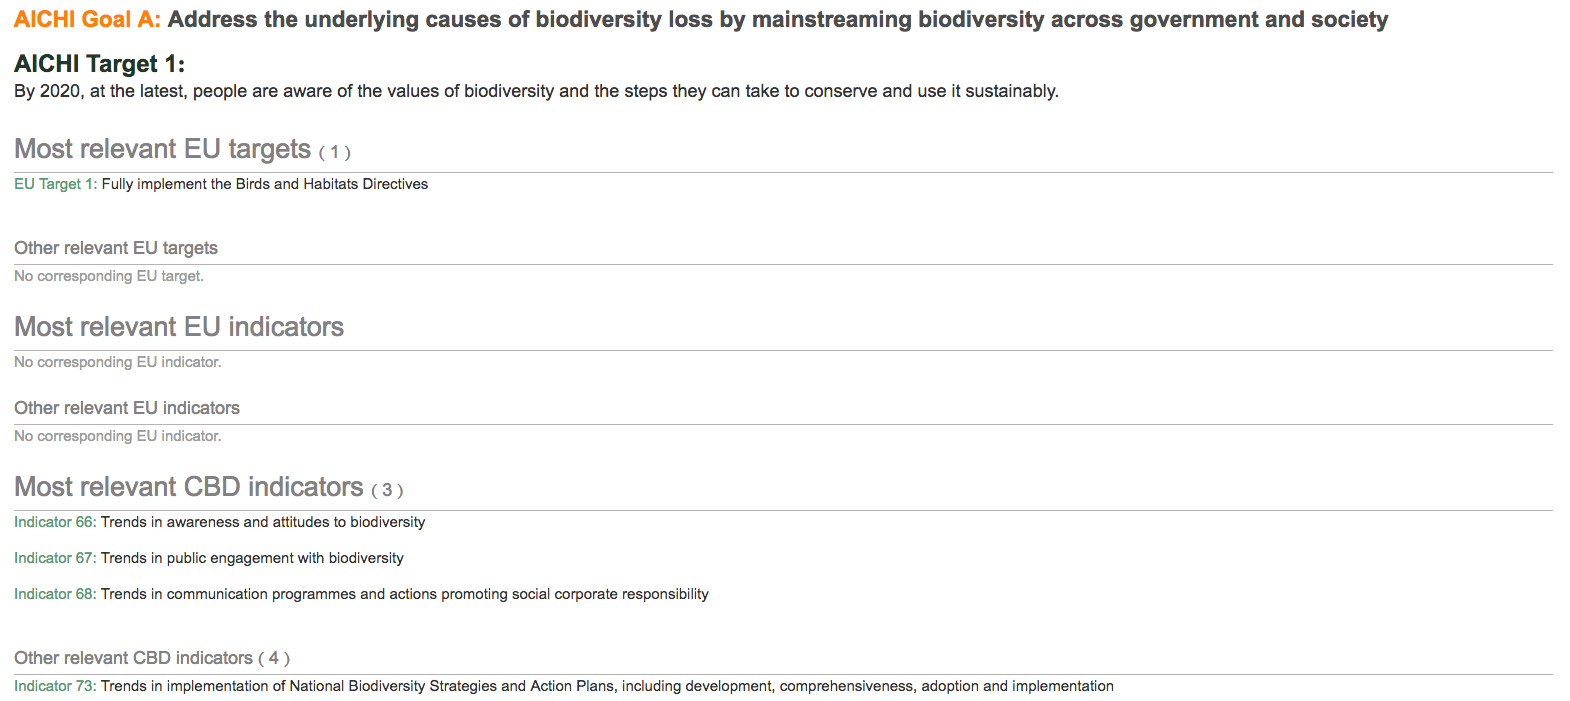 AICHI Goal A: Address the underlying causes of biodiversity loss by mainstreaming biodiversity across government and society
AICHI Target 1:
By 2020, at the latest, people are aware of the values of biodiversity and the steps they can take to conserve and use it sustainably.
Most relevant EU targets ( 1 )
EU Target 1: Fully implement the Birds and Habitats Directives
Other relevant EU targets
No corresponding EU target.
Most relevant EU indicators
No corresponding EU indicator.
Other relevant EU indicators
No corresponding EU indicator.
Most relevant CBD indicators ( 3 )
Indicator 66: Trends in awareness and attitudes to biodiversity
Indicator 67: Trends in public engagement with biodiversity
Indicator 68: Trends in communication programmes and actions promoting social corporate responsibility
Other relevant CBD indicators ( 4 )
Indicator 73: Trends in implementation of National Biodiversity Strategies and Action Plans, including development, comprehensiveness, adoption and implementation